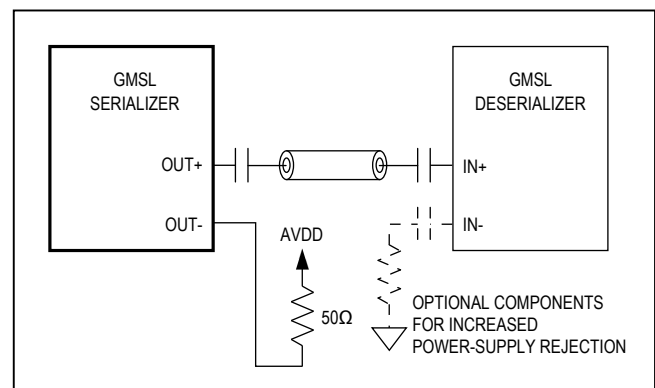 GMSL
SERIALIZER
GMSL
DESERIALIZER
OUT+
IN+
OUT-
AVDD
IN-
50Ω
OPTIONAL COMPONENTS
FOR INCREASED
POWER-SUPPLY REJECTION